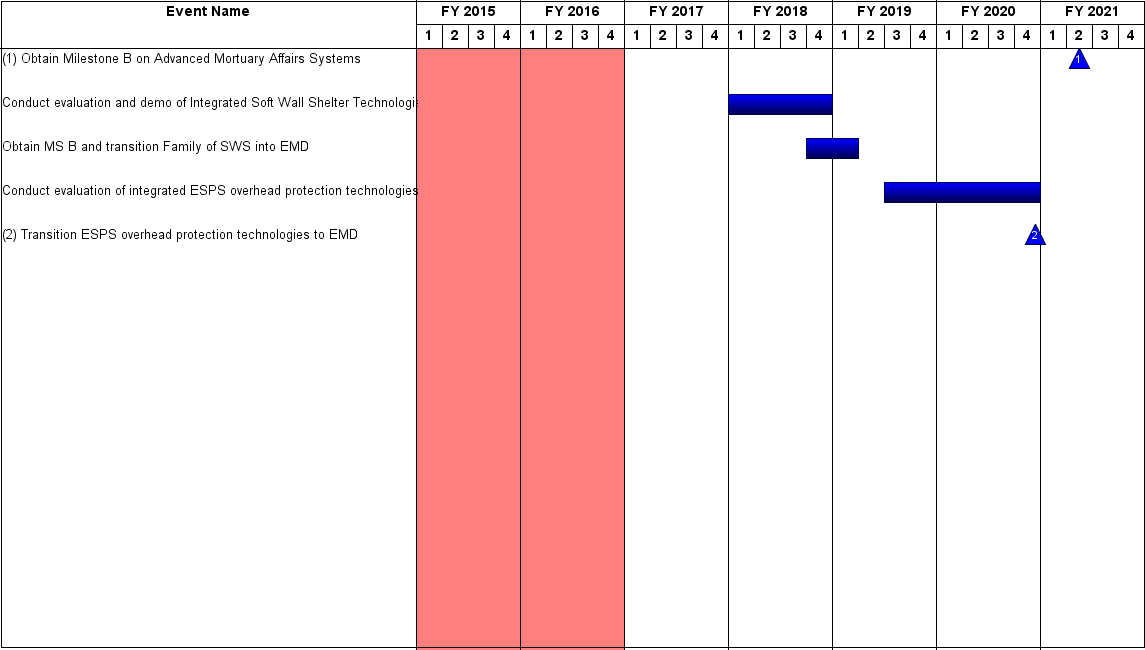 Event Name FY 2015 FY 2016 FY 2017 FY 2018 FY 2019 FY 2020 FY 2021
1 2 3 4 1 2 3 4 1 2 3 4 1 2 3 4 1 2 3 4 1 2 3 4 1 2 3 4
(1) Obtain Milestone B on Advanced Mortuary Affairs Systems 1
Conduct evaluation and demo of Integrated Soft Wall Shelter Technologi
Obtain MS B and transition Family of SWS into EMD
Conduct evaluation of integrated ESPS overhead protection technologies
(2) Transition ESPS overhead protection technologies to EMD 2